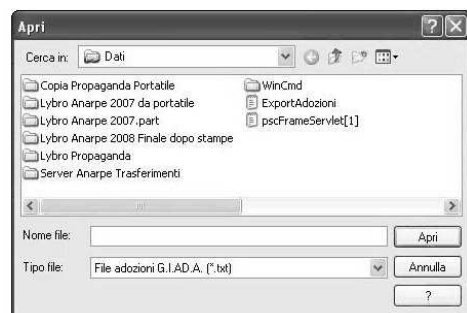 Apri
Cerca in: Dati
Copia Propaganda Portatile
Lybro Anarpe 2007 da portatile
Lybro Anarpe 2007.part
Lybro Anarpe 2008 Finale dopo stampe
Lybro Propaganda
Server Anarpe Trasferimenti
WinCmd
ExportAdozioni
pscFrameServlet[1]
Nome file:
Apri
Tipo file: File adozioni G.I.AD.A. (*.txt)
Annulla
?